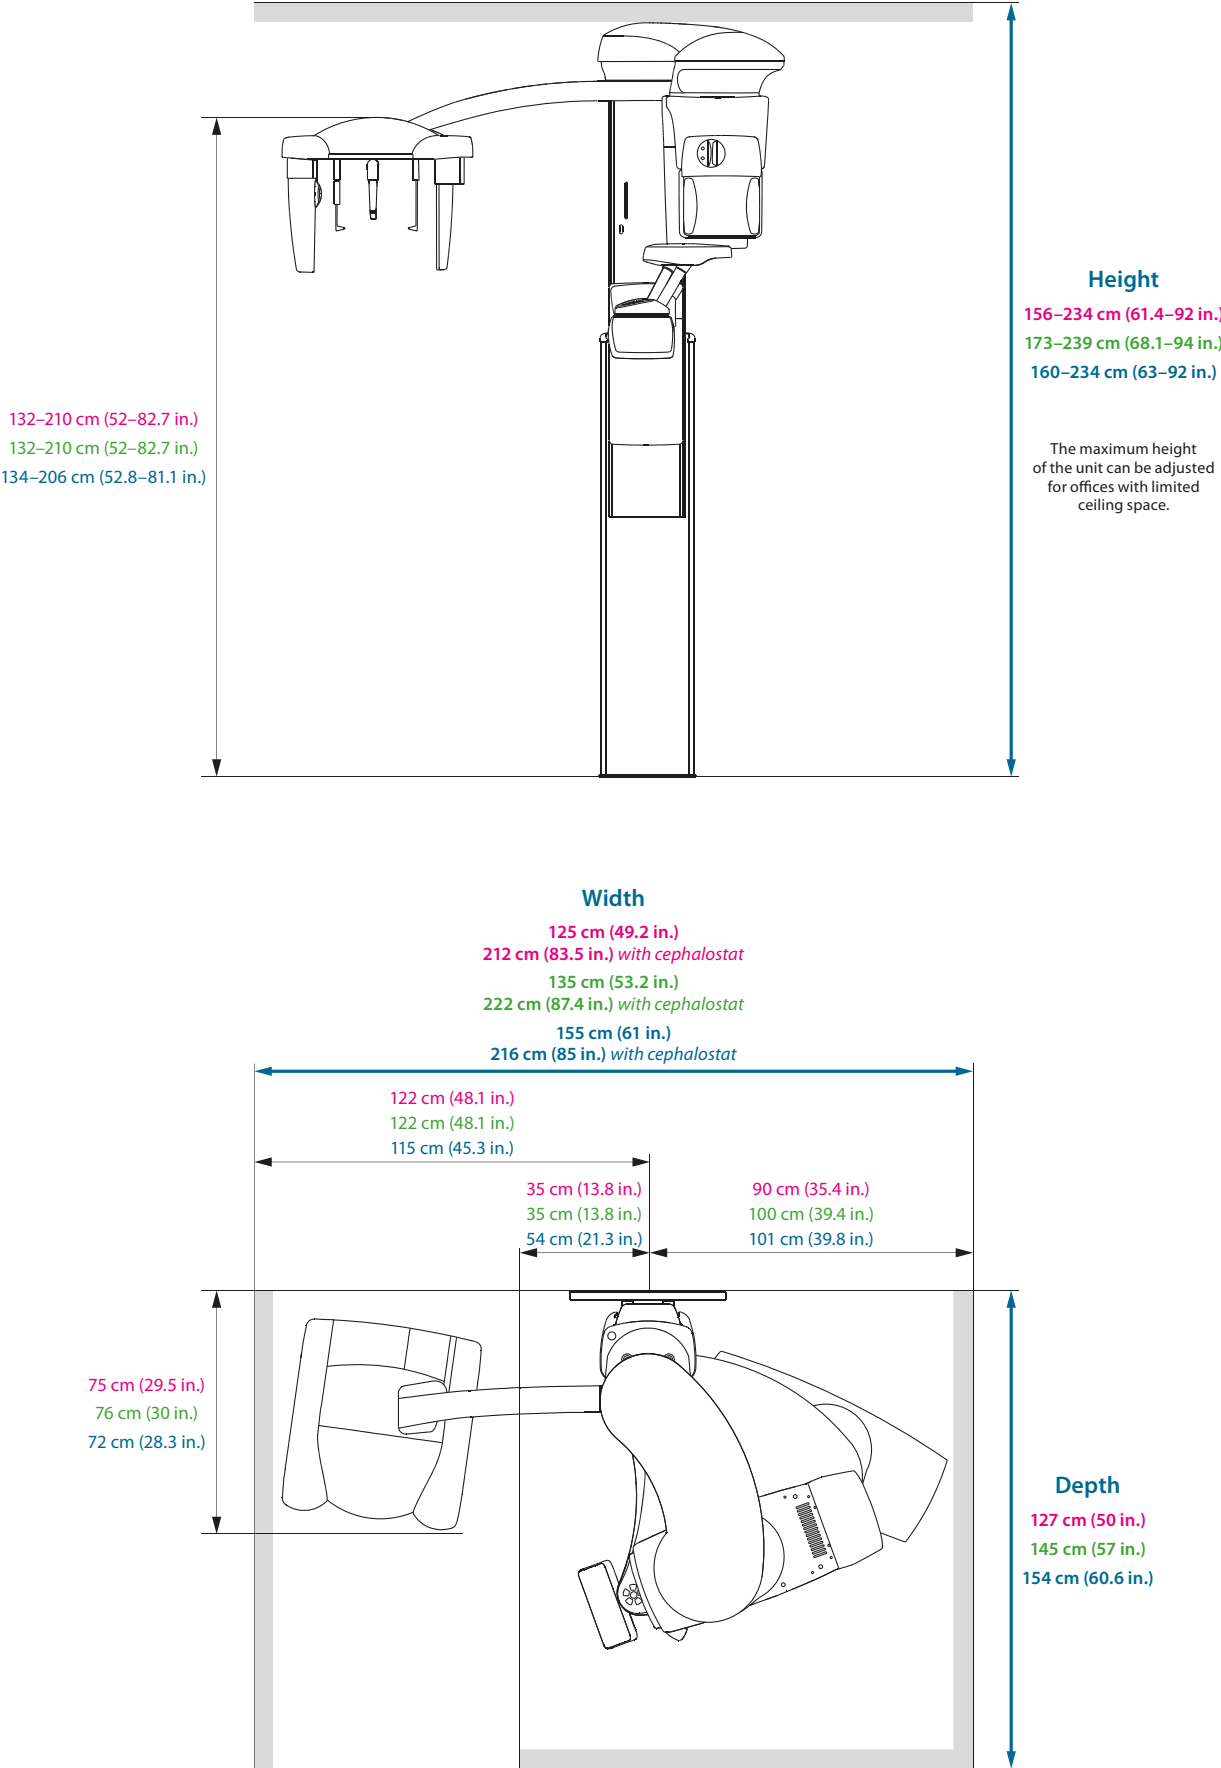 Height
156–234 cm (61.4–92 in.)
173–239 cm (68.1–94 in.)
160–234 cm (63–92 in.)
132–210 cm (52–82.7 in.)
132–210 cm (52–82.7 in.)
134–206 cm (52.8–81.1 in.)
The maximum height
of the unit can be adjusted
for offices with limited
ceiling space.
Width
125 cm (49.2 in.)
212 cm (83.5 in.) with cephalostat
135 cm (53.2 in.)
222 cm (87.4 in.) with cephalostat
155 cm (61 in.)
216 cm (85 in.) with cephalostat
122 cm (48.1 in.)
122 cm (48.1 in.)
115 cm (45.3 in.)
35 cm (13.8 in.)
35 cm (13.8 in.)
54 cm (21.3 in.)
90 cm (35.4 in.)
100 cm (39.4 in.)
101 cm (39.8 in.)
75 cm (29.5 in.)
76 cm (30 in.)
72 cm (28.3 in.)
Depth
127 cm (50 in.)
145 cm (57 in.)
154 cm (60.6 in.)